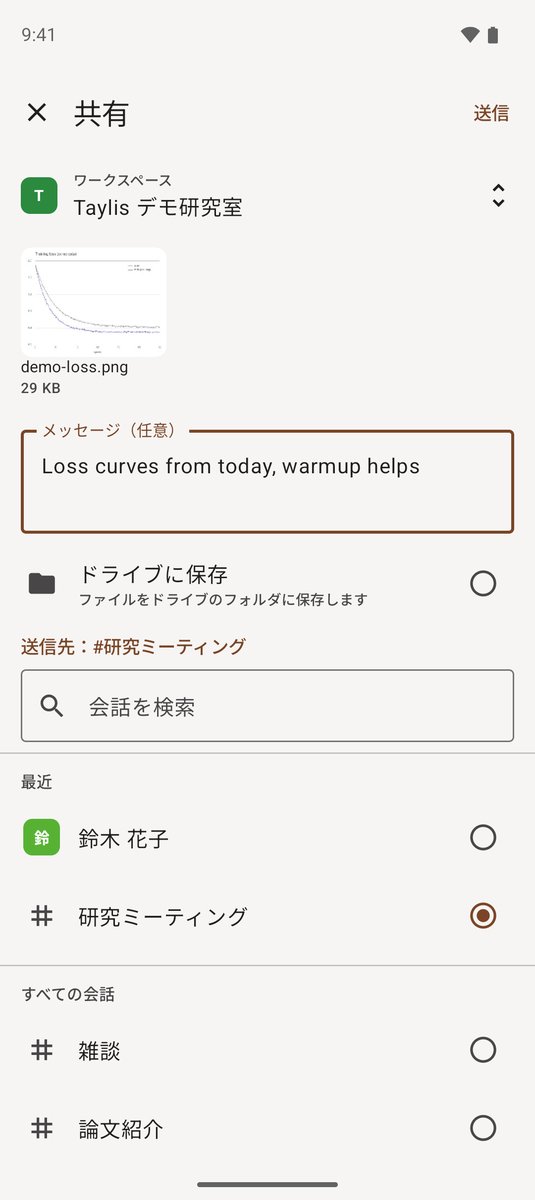 9:41
共有
送信
T
ワークスペース
Taylis デモ研究室
demo-loss.png
29 KB
メッセージ（任意）
Loss curves from today, warmup helps
ドライブに保存
ファイルをドライブのフォルダに保存します
送信先：#研究ミーティング
会話を検索
最近
鈴
鈴木 花子
研究ミーティング
すべての会話
雑談
論文紹介